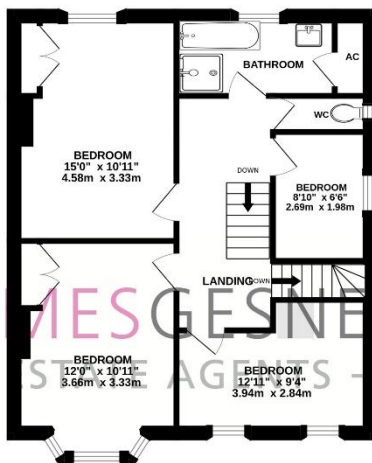 BATHROOM
AC
WC
BEDROOM
15'0" x 10'11"
4.58m x 3.33m
DOWN
BEDROOM
8'10" x 6'6"
2.69m x 1.98m
LANDING
DOWN
MESGESNE
ESTATE AGENTS -
BEDROOM
12'0" x 10'11"
3.66m x 3.33m
BEDROOM
12'11" x 9'4"
3.94m x 2.84m